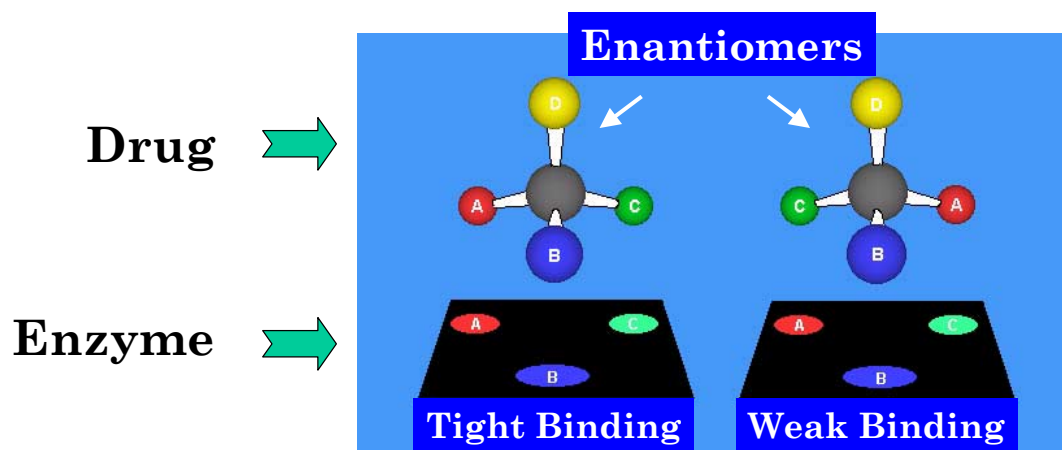 Enantiomers
Drug
D
D
A
C
C
A
B
B
Enzyme
A
C
A
C
B
B
Tight Binding
Weak Binding